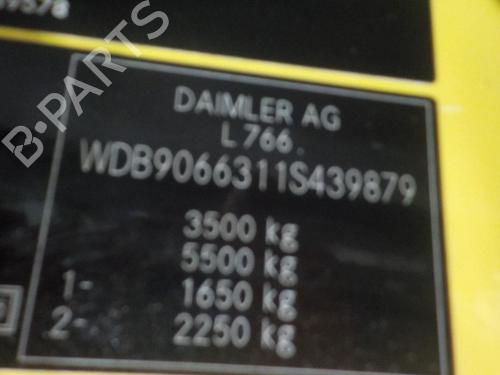 DAIMLER AG
L766.
WDB9066311S439879
3500 kg
5500 kg
1- 1650 kg
2- 2250 kg
B-PARTS